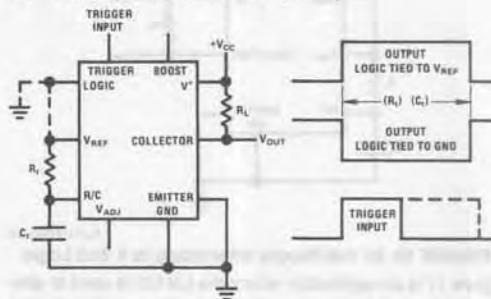 TRIGGER
INPUT
+VCC
TRIGGER
BOOST
LOGIC
V+
RL
VREF
COLLECTOR
VOUT
Rt
R/C
EMITTER
GND
VADJ
Ct
OUTPUT
LOGIC TIED TO VREF
(Rt) (Ct)
OUTPUT
LOGIC TIED TO GND
TRIGGER
INPUT